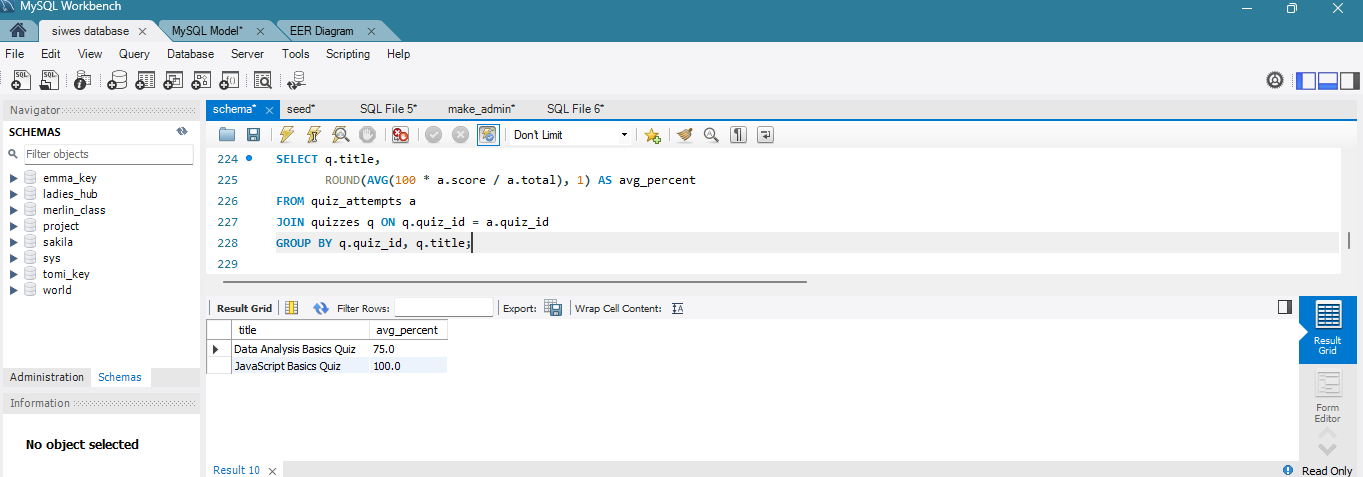 MySQL Workbench
siwes database MySQL Model* EER Diagram
File Edit View Query Database Server Tools Scripting Help
Navigator
SCHEMAS
Filter objects
emma_key
ladies_hub
merlin_class
project
sakila
sys
tomi_key
world
Administration Schemas
Information
No object selected
schema* seed* SQL File 5* make_admin* SQL File 6*
Don't Limit
224 SELECT q.title,
225 ROUND(AVG(100 * a.score / a.total), 1) AS avg_percent
226 FROM quiz_attempts a
227 JOIN quizzes q ON q.quiz_id = a.quiz_id
228 GROUP BY q.quiz_id, q.title;
229
Result Grid Filter Rows: Export: Wrap Cell Content:
title avg_percent
Data Analysis Basics Quiz 75.0
JavaScript Basics Quiz 100.0
Result
Grid
Form
Editor
Result 10
Read Only